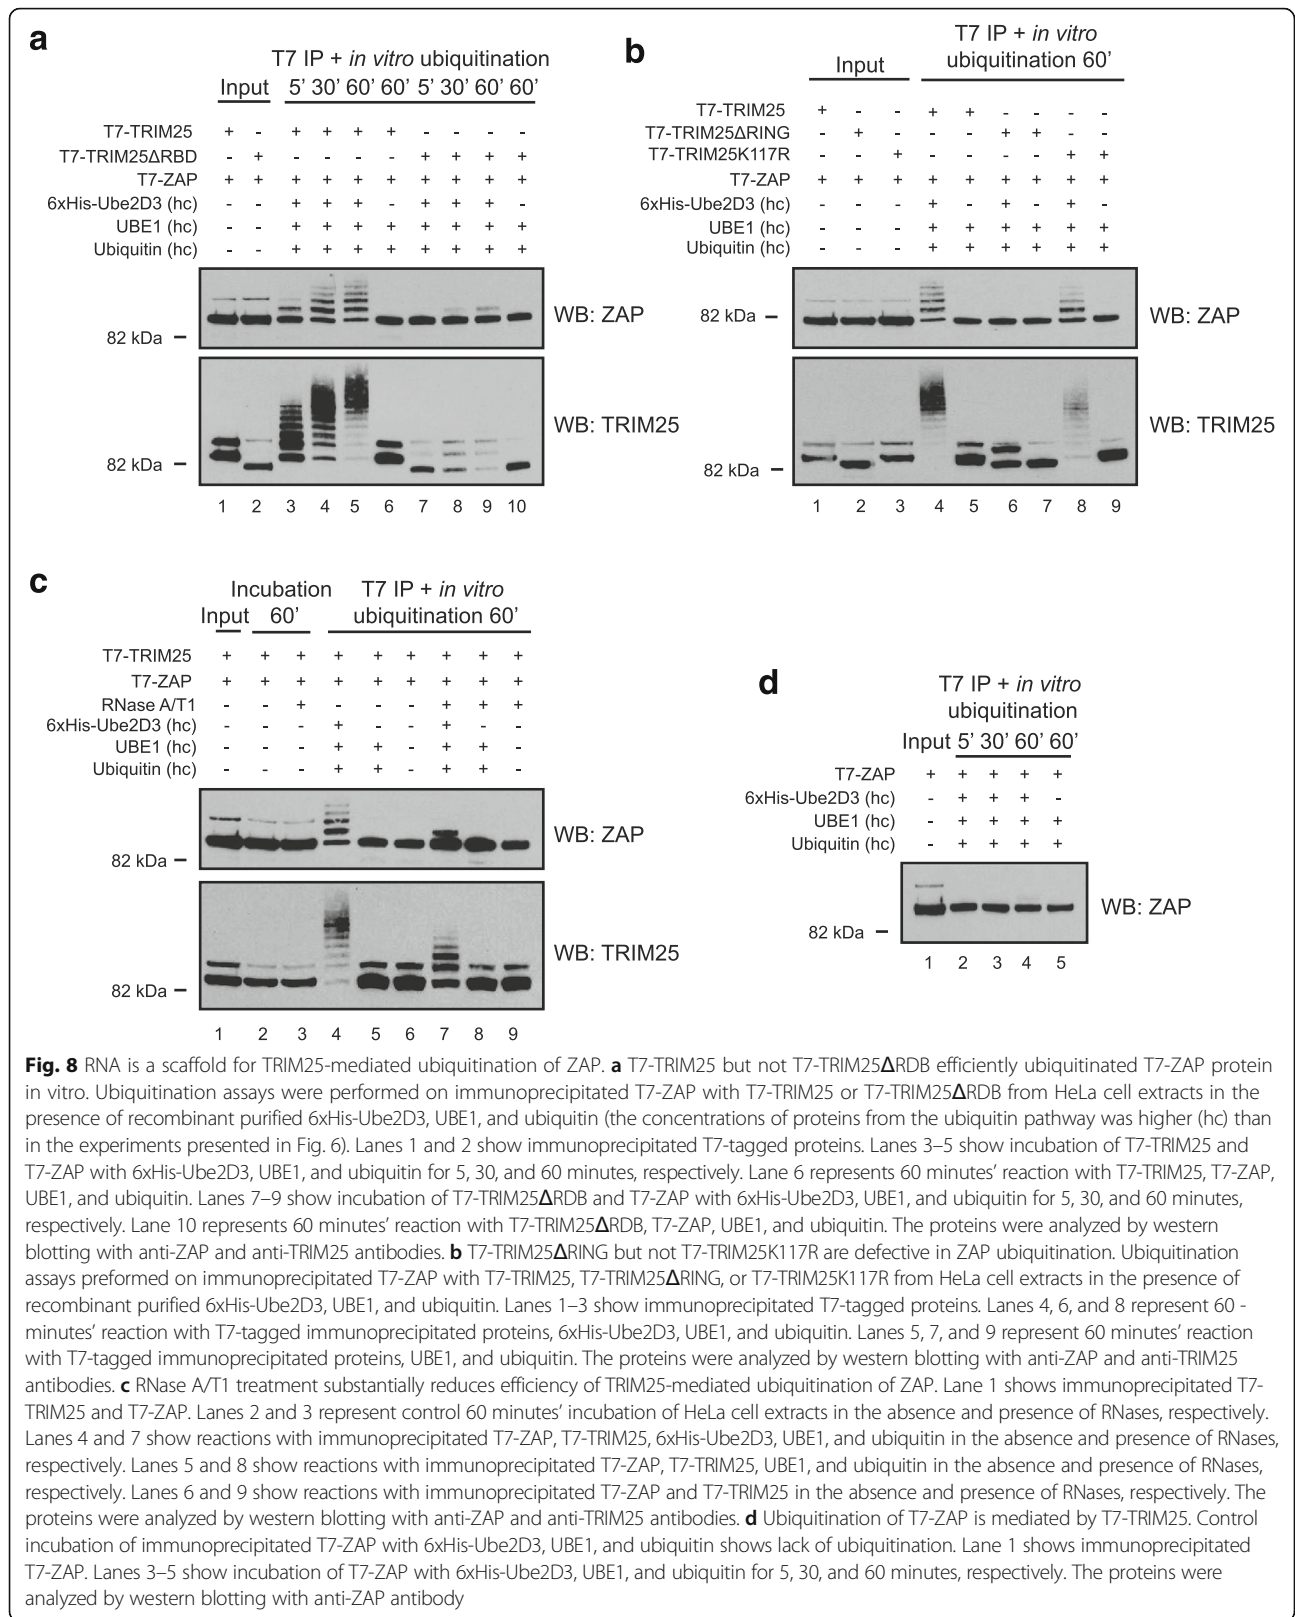 a
T7 IP + in vitro ubiquitination
Input 5’ 30’ 60’ 60’ 5’ 30’ 60’ 60’
T7-TRIM25 + - + + + + - - - -
T7-TRIM25ΔRBD - + - - - - + + + +
T7-ZAP + + + + + + + + + +
6xHis-Ube2D3 (hc) - - + + + - + + + -
UBE1 (hc) - - + + + + + + + +
Ubiquitin (hc) - - + + + + + + + +
82 kDa
WB: ZAP
82 kDa
WB: TRIM25
1 2 3 4 5 6 7 8 9 10
b
T7 IP + in vitro
ubiquitination 60’
Input
T7-TRIM25 + - - + + - - - -
T7-TRIM25ΔRING - + - - - + + - -
T7-TRIM25K117R - - + - - - - + +
T7-ZAP + + + + + + + + +
6xHis-Ube2D3 (hc) - - - + - + - + -
UBE1 (hc) - - - + + + + + +
Ubiquitin (hc) - - - + + + + + +
82 kDa
WB: ZAP
82 kDa
WB: TRIM25
1 2 3 4 5 6 7 8 9
c
Incubation
60’
T7 IP + in vitro
ubiquitination 60’
Input
T7-TRIM25 + + + + + + + + +
T7-ZAP + + + + + + + + +
RNase A/T1 - - + - - - + + +
6xHis-Ube2D3 (hc) - - - + - - + - -
UBE1 (hc) - - - + + - + + -
Ubiquitin (hc) - - - + + - + + -
82 kDa
WB: ZAP
82 kDa
WB: TRIM25
1 2 3 4 5 6 7 8 9
d
T7 IP + in vitro
ubiquitination
Input 5’ 30’ 60’ 60’
T7-ZAP + + + + +
6xHis-Ube2D3 (hc) - + + + -
UBE1 (hc) - + + + +
Ubiquitin (hc) - + + + +
82 kDa
WB: ZAP
1 2 3 4 5
Fig. 8 RNA is a scaffold for TRIM25-mediated ubiquitination of ZAP. a T7-TRIM25 but not T7-TRIM25ΔRDB efficiently ubiquitinated T7-ZAP protein
in vitro. Ubiquitination assays were performed on immunoprecipitated T7-ZAP with T7-TRIM25 or T7-TRIM25ΔRDB from HeLa cell extracts in the
presence of recombinant purified 6xHis-Ube2D3, UBE1, and ubiquitin (the concentrations of proteins from the ubiquitin pathway was higher (hc) than
in the experiments presented in Fig. 6). Lanes 1 and 2 show immunoprecipitated T7-tagged proteins. Lanes 3–5 show incubation of T7-TRIM25 and
T7-ZAP with 6xHis-Ube2D3, UBE1, and ubiquitin for 5, 30, and 60 minutes, respectively. Lane 6 represents 60 minutes’ reaction with T7-TRIM25, T7-ZAP,
UBE1, and ubiquitin. Lanes 7–9 show incubation of T7-TRIM25ΔRDB and T7-ZAP with 6xHis-Ube2D3, UBE1, and ubiquitin for 5, 30, and 60 minutes,
respectively. Lane 10 represents 60 minutes’ reaction with T7-TRIM25ΔRDB, T7-ZAP, UBE1, and ubiquitin. The proteins were analyzed by western
blotting with anti-ZAP and anti-TRIM25 antibodies. b T7-TRIM25ΔRING but not T7-TRIM25K117R are defective in ZAP ubiquitination. Ubiquitination
assays preformed on immunoprecipitated T7-ZAP with T7-TRIM25, T7-TRIM25ΔRING, or T7-TRIM25K117R from HeLa cell extracts in the presence of
recombinant purified 6xHis-Ube2D3, UBE1, and ubiquitin. Lanes 1–3 show immunoprecipitated T7-tagged proteins. Lanes 4, 6, and 8 represent 60 -
minutes’ reaction with T7-tagged immunoprecipitated proteins, 6xHis-Ube2D3, UBE1, and ubiquitin. Lanes 5, 7, and 9 represent 60 minutes’ reaction
with T7-tagged immunoprecipitated proteins, UBE1, and ubiquitin. The proteins were analyzed by western blotting with anti-ZAP and anti-TRIM25
antibodies. c RNase A/T1 treatment substantially reduces efficiency of TRIM25-mediated ubiquitination of ZAP. Lane 1 shows immunoprecipitated T7-
TRIM25 and T7-ZAP. Lanes 2 and 3 represent control 60 minutes’ incubation of HeLa cell extracts in the absence and presence of RNases, respectively.
Lanes 4 and 7 show reactions with immunoprecipitated T7-ZAP, T7-TRIM25, 6xHis-Ube2D3, UBE1, and ubiquitin in the absence and presence of RNases,
respectively. Lanes 5 and 8 show reactions with immunoprecipitated T7-ZAP, T7-TRIM25, UBE1, and ubiquitin in the absence and presence of RNases,
respectively. Lanes 6 and 9 show reactions with immunoprecipitated T7-ZAP and T7-TRIM25 in the absence and presence of RNases, respectively. The
proteins were analyzed by western blotting with anti-ZAP and anti-TRIM25 antibodies. d Ubiquitination of T7-ZAP is mediated by T7-TRIM25. Control
incubation of immunoprecipitated T7-ZAP with 6xHis-Ube2D3, UBE1, and ubiquitin shows lack of ubiquitination. Lane 1 shows immunoprecipitated
T7-ZAP. Lanes 3–5 show incubation of T7-ZAP with 6xHis-Ube2D3, UBE1, and ubiquitin for 5, 30, and 60 minutes, respectively. The proteins were
analyzed by western blotting with anti-ZAP antibody